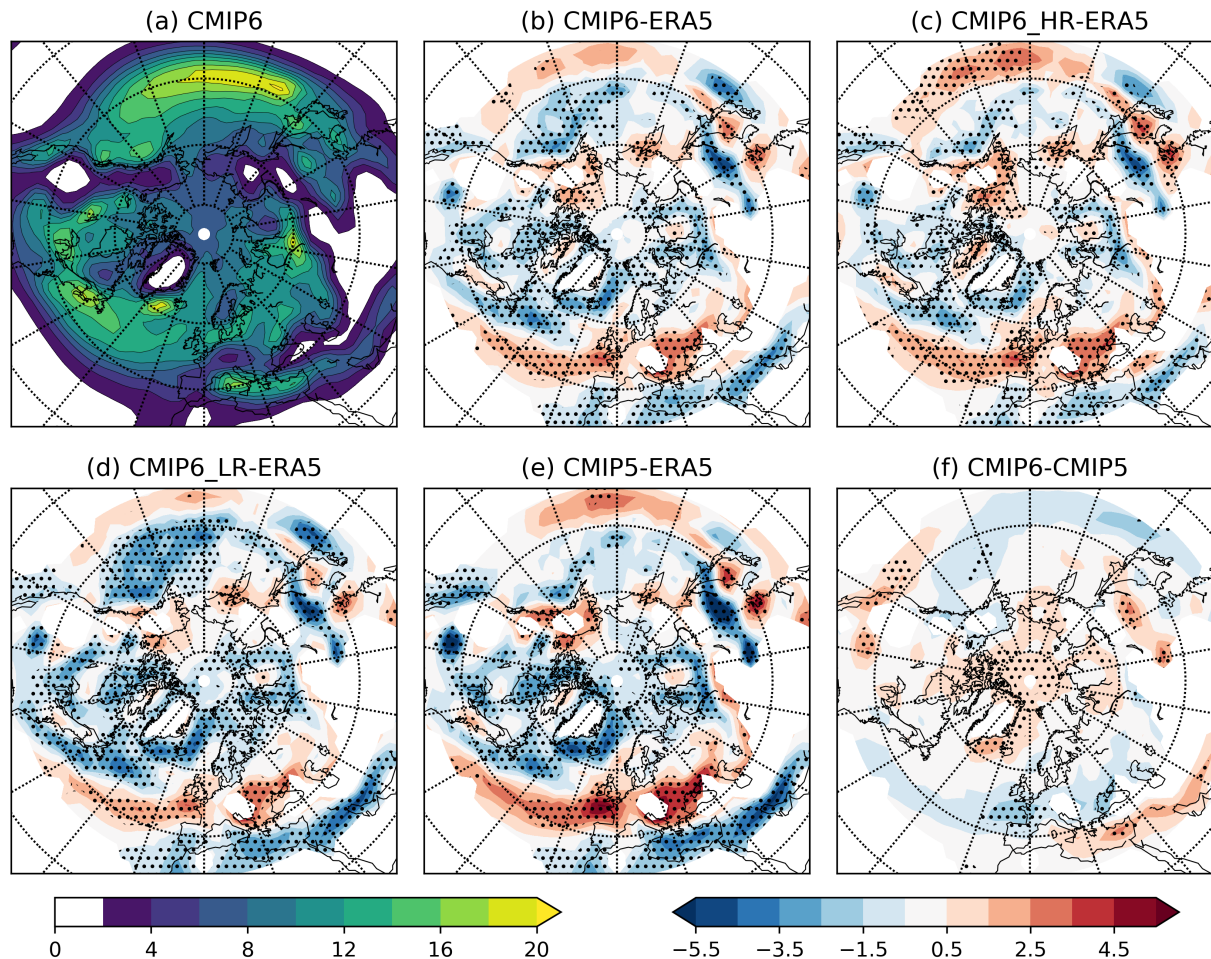 (a) CMIP6
(b) CMIP6-ERA5
(c) CMIP6_HR-ERA5
(d) CMIP6_LR-ERA5
(e) CMIP5-ERA5
(f) CMIP6-CMIP5
0 4 8 12 16 20
−5.5 −3.5 −1.5 0.5 2.5 4.5